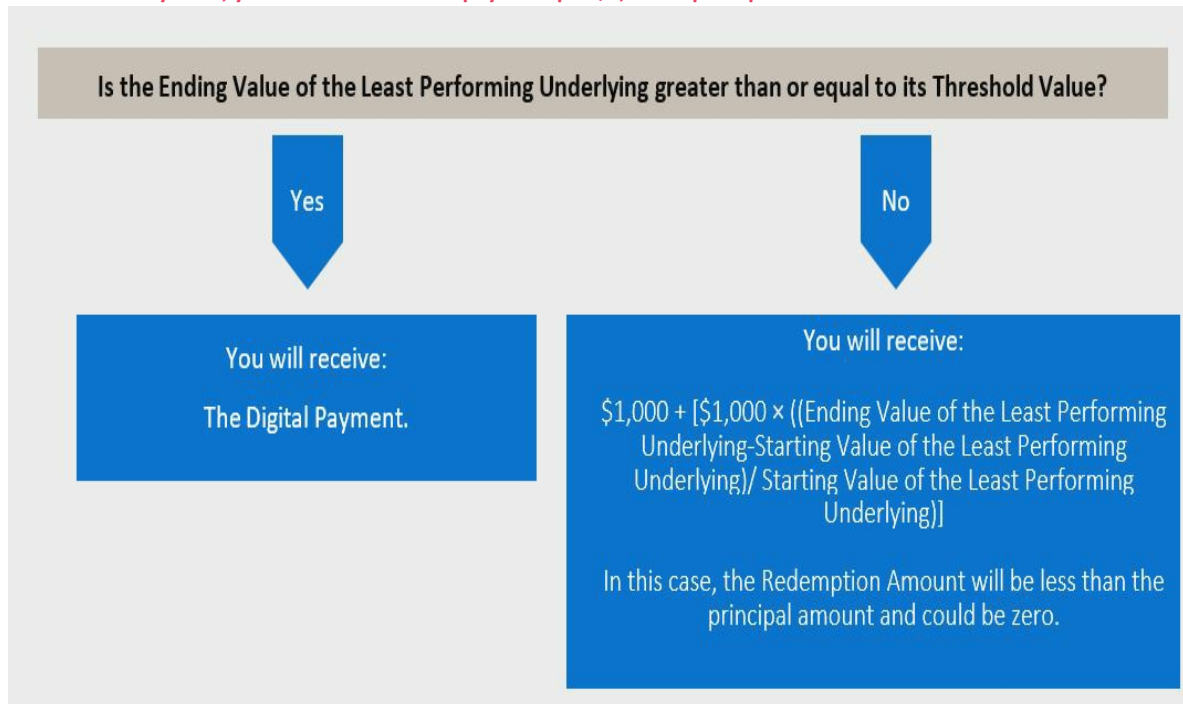 Is the Ending Value of the Least Performing Underlying greater than or equal to its Threshold Value?
Yes
No
You will receive:
The Digital Payment.
You will receive:
$1,000 + [$1,000 × ((Ending Value of the Least Performing
Underlying-Starting Value of the Least Performing
Underlying)/ Starting Value of the Least Performing
Underlying)]
In this case, the Redemption Amount will be less than the
principal amount and could be zero.